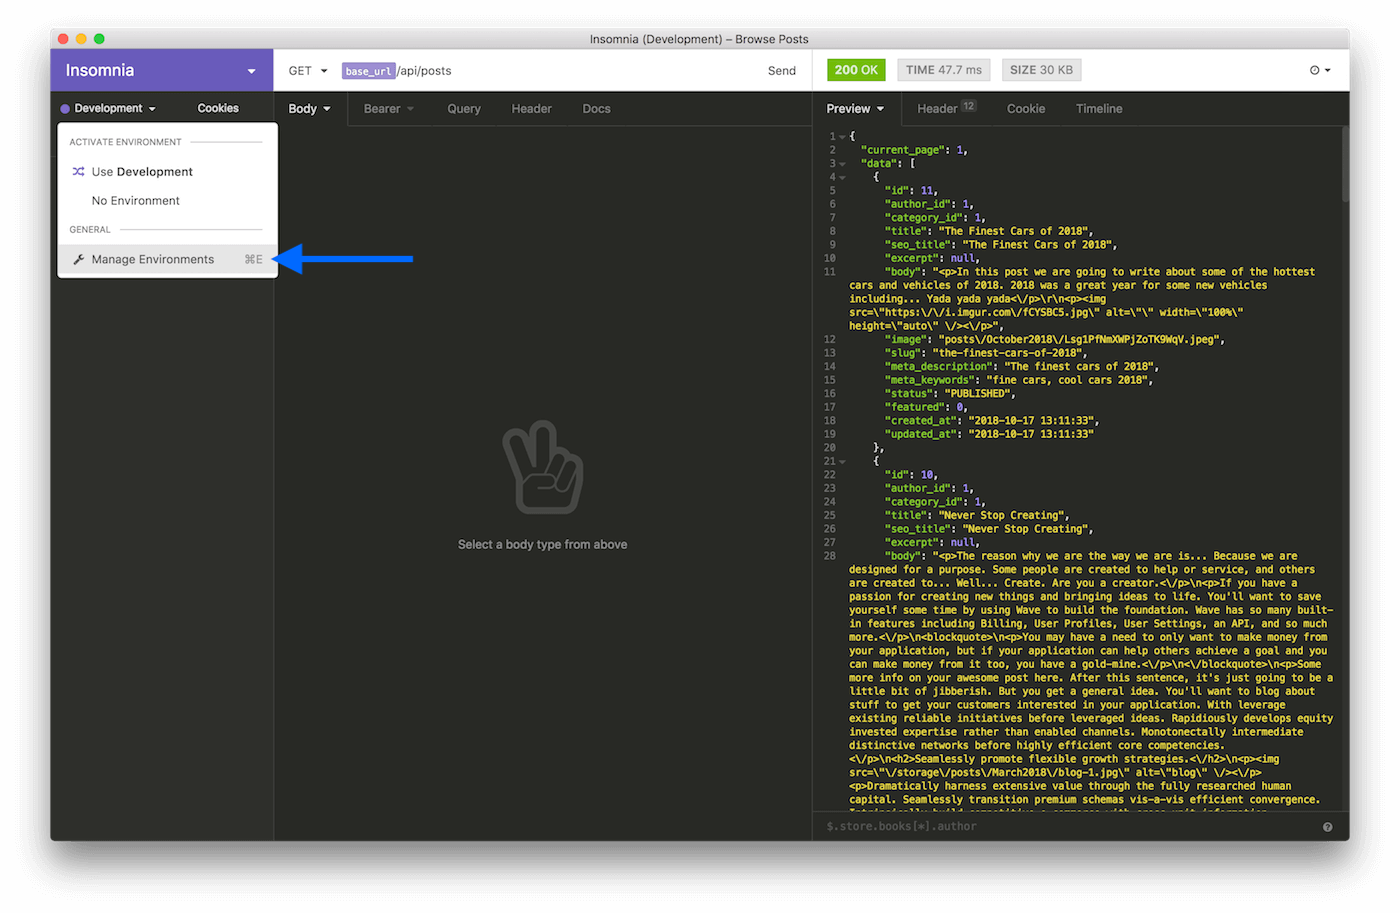 Insomnia (Development) – Browse Posts
Insomnia
GET base_url/api/posts Send
200 OK TIME 47.7 ms SIZE 30 KB
Development Cookies
Body Bearer Query Header Docs
Preview Header 12 Cookie Timeline
ACTIVATE ENVIRONMENT
Use Development
No Environment
GENERAL
Manage Environments ⌘E
Select a body type from above
1 {
2 "current_page": 1,
3 "data": [
4 {
5 "id": 11,
6 "author_id": 1,
7 "category_id": 1,
8 "title": "The Finest Cars of 2018",
9 "seo_title": "The Finest Cars of 2018",
10 "excerpt": null,
11 "body": "<p>In this post we are going to write about some of the hottest
cars and vehicles of 2018. 2018 was a great year for some new vehicles
including... Yada yada yada<\/p>\r\n<p><img
src=\"https:\/\/i.imgur.com\/fCYSBC5.jpg\" alt=\"\" width=\"100%\"
height=\"auto\" \/><\/p>",
12 "image": "posts\/October2018\/Lsg1PfNmXWPjZoTK9WqV.jpeg",
13 "slug": "the-finest-cars-of-2018",
14 "meta_description": "The finest cars of 2018",
15 "meta_keywords": "fine cars, cool cars 2018",
16 "status": "PUBLISHED",
17 "featured": 0,
18 "created_at": "2018-10-17 13:11:33",
19 "updated_at": "2018-10-17 13:11:33"
20 },
21 {
22 "id": 10,
23 "author_id": 1,
24 "category_id": 1,
25 "title": "Never Stop Creating",
26 "seo_title": "Never Stop Creating",
27 "excerpt": null,
28 "body": "<p>The reason why we are the way we are is... Because we are
designed for a purpose. Some people are created to help or service, and others
are created to... Well... Create. Are you a creator.<\/p>\n<p>If you have a
passion for creating new things and bringing ideas to life. You'll want to save
yourself some time by using Wave to build the foundation. Wave has so many built-
in features including Billing, User Profiles, User Settings, an API, and so much
more.<\/p>\n<blockquote>\n<p>You may have a need to only want to make money from
your application, but if your application can help others achieve a goal and you
can make money from it too, you have a gold-mine.<\/p>\n<\/blockquote>\n<p>Some
more info on your awesome post here. After this sentence, it's just going to be a
little bit of jibberish. But you get a general idea. You'll want to blog about
stuff to get your customers interested in your application. With leverage
existing reliable initiatives before leveraged ideas. Rapidiously develops equity
invested expertise rather than enabled channels. Monotonectally intermediate
distinctive networks before highly efficient core competencies.
<\/p>\n<h2>Seamlessly promote flexible growth strategies.<\/h2>\n<p><img
src=\"\/storage\/posts\/March2018\/blog-1.jpg\" alt=\"blog\" \/><\/p>
<p>Dramatically harness extensive value through the fully researched human
capital. Seamlessly transition premium schemas vis-a-vis efficient convergence.
$.store.books[*].author